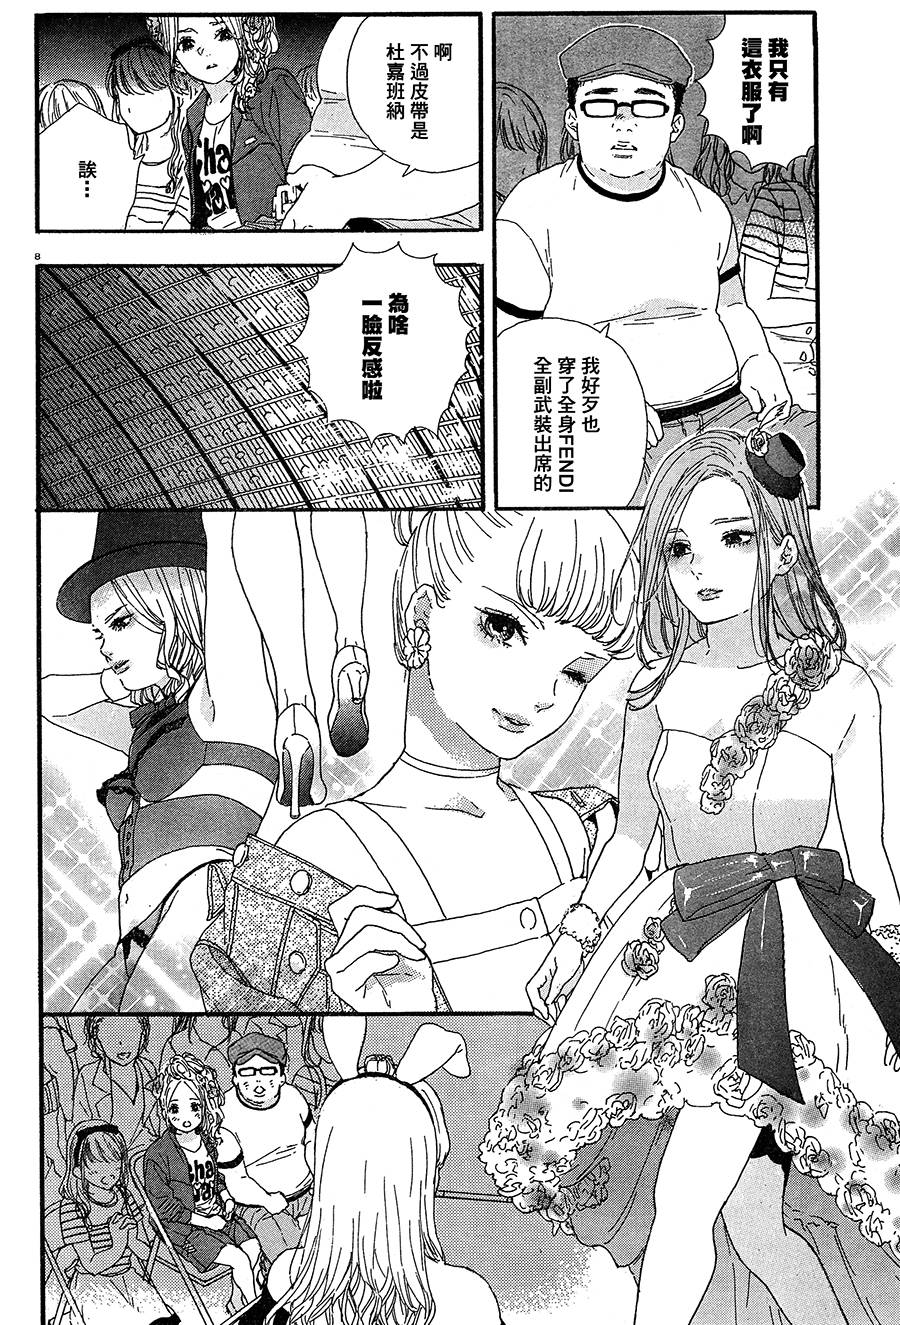 我只有
這衣服了啊
我好歹也
穿了全身FENDI
全副武裝出席的
啊
不過皮帶是
杜嘉班納
誒…
8
為啥
一臉反感啦